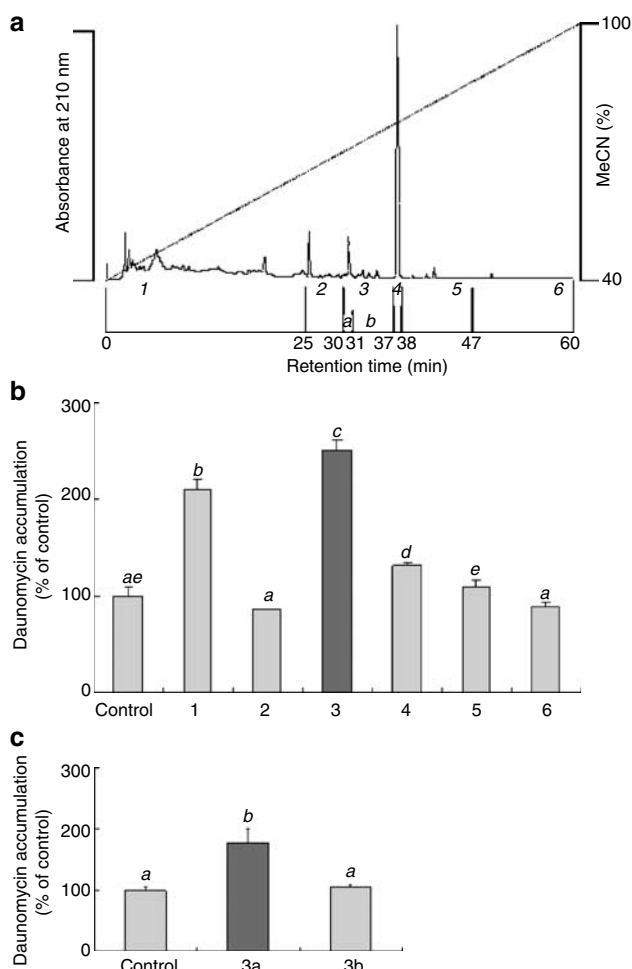 a
Absorbance at 210 nm
100
MeCN (%)
40
1 2 3 4 5 6
a b
0 25 30 31 37 38 47 60
Retention time (min)
b
Daunomycin accumulation
(% of control)
300
200
100
0
ae b a c d e a
Control 1 2 3 4 5 6
c
Daunomycin accumulation
(% of control)
300
200
100
0
a b a
Control 3a 3b